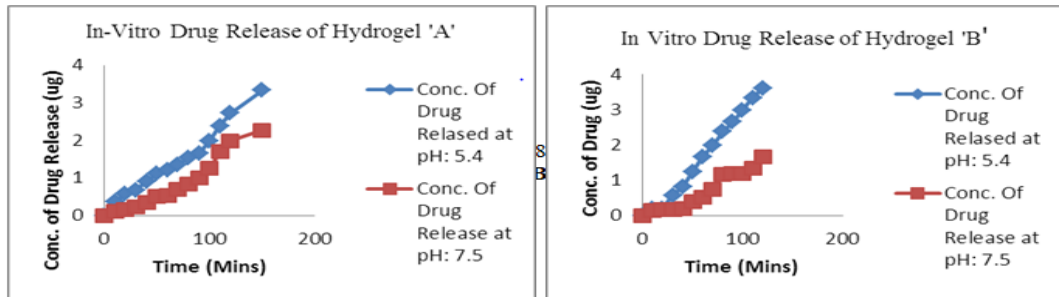 In-Vitro Drug Release of Hydrogel 'A'
Conc. of Drug Release (ug)
4
3
2
1
0
0 100 200
Time (Mins)
Conc. Of
Drug
Relased at
pH: 5.4
Conc. Of
Drug
Release at
pH: 7.5
8
B
In Vitro Drug Release of Hydrogel 'B'
Conc. of Drug (ug)
4
3
2
1
0
0 100 200
Time (Mins)
Conc. Of
Drug
Relased at
pH: 5.4
Conc. Of
Drug
Release at
pH: 7.5